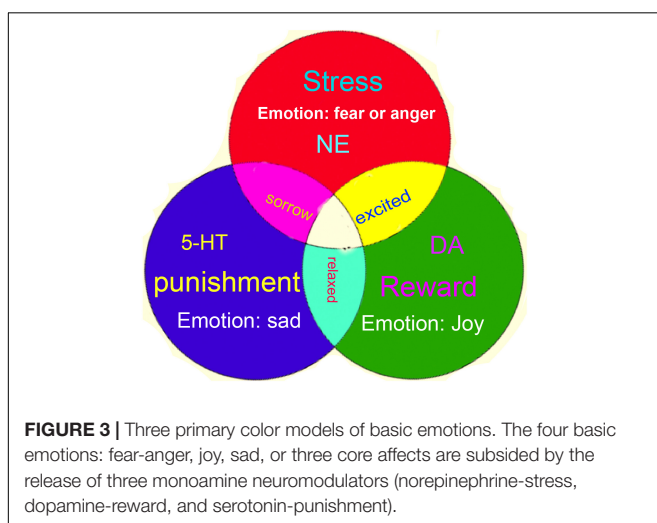 Stress
Emotion: fear or anger
NE
sorrow
excited
5-HT
punishment
Emotion: sad
relaxed
DA
Reward
Emotion: Joy
FIGURE 3 | Three primary color models of basic emotions. The four basic
emotions: fear-anger, joy, sad, or three core affects are subsided by the
release of three monoamine neuromodulators (norepinephrine-stress,
dopamine-reward, and serotonin-punishment).